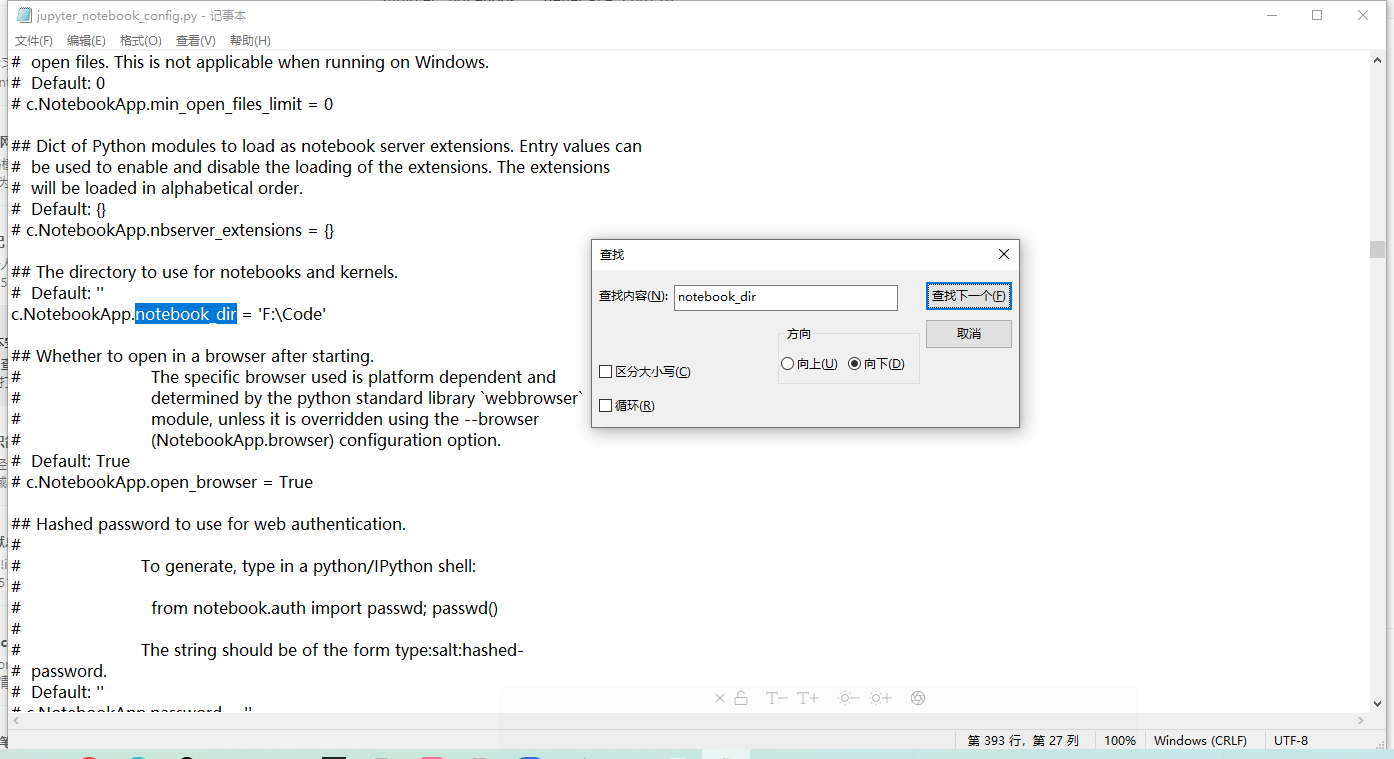 jupyter_notebook_config.py - 记事本
文件(F) 编辑(E) 格式(O) 查看(V) 帮助(H)
#  open files. This is not applicable when running on Windows.
#  Default: 0
# c.NotebookApp.min_open_files_limit = 0
## Dict of Python modules to load as notebook server extensions. Entry values can
#  be used to enable and disable the loading of the extensions. The extensions
#  will be loaded in alphabetical order.
#  Default: {}
# c.NotebookApp.nbserver_extensions = {}
## The directory to use for notebooks and kernels.
#  Default: ''
c.NotebookApp.notebook_dir = 'F:\Code'
## Whether to open in a browser after starting.
#                          The specific browser used is platform dependent and
#                          determined by the python standard library `webbrowser`
#                          module, unless it is overridden using the --browser
#                          (NotebookApp.browser) configuration option.
#  Default: True
# c.NotebookApp.open_browser = True
## Hashed password to use for web authentication.
#
#                        To generate, type in a python/IPython shell:
#
#                          from notebook.auth import passwd; passwd()
#
#                        The string should be of the form type:salt:hashed-
#  password.
#  Default: ''
# c.NotebookApp.password = ''
查找
查找内容(N): notebook_dir
查找下一个(F)
取消
方向
向上(U) 向下(D)
区分大小写(C)
循环(R)
T− T+
第 393 行，第 27 列 100% Windows (CRLF) UTF-8